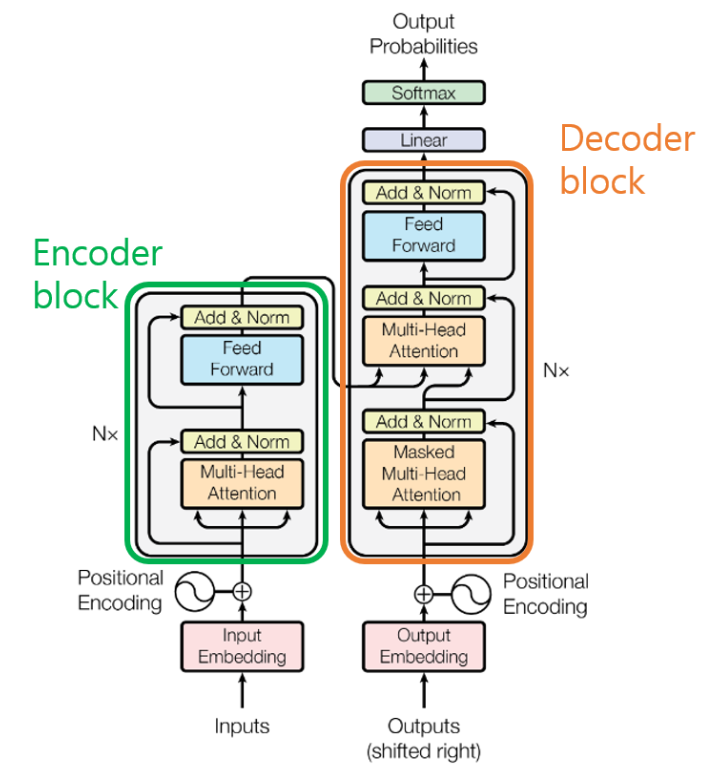 Output
Probabilities
Softmax
Linear
Decoder
block
Add & Norm
Feed
Forward
Add & Norm
Multi-Head
Attention
Nx
Add & Norm
Masked
Multi-Head
Attention
Encoder
block
Add & Norm
Feed
Forward
Nx
Add & Norm
Multi-Head
Attention
Positional
Encoding
Positional
Encoding
Input
Embedding
Output
Embedding
Inputs
Outputs
(shifted right)